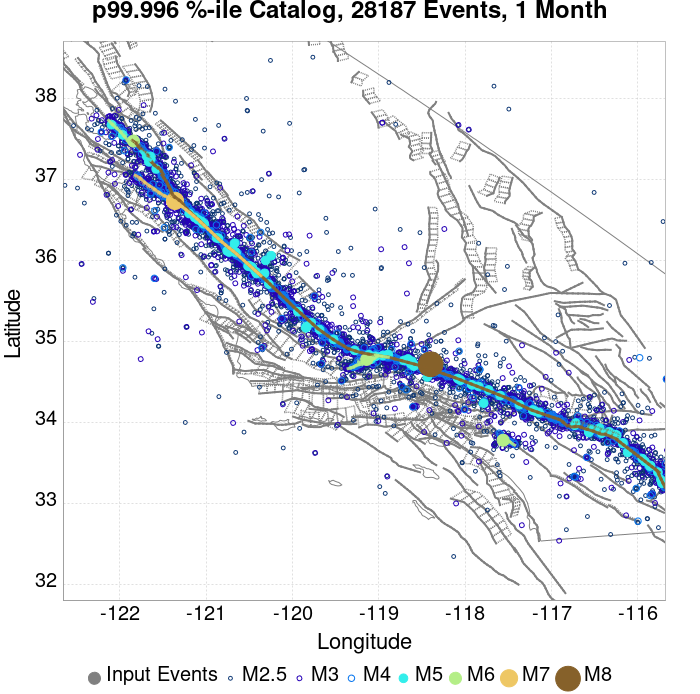 p99.996 %-ile Catalog, 28187 Events, 1 Month
38
37
36
35
34
33
32
Latitude
-122 -121 -120 -119 -118 -117 -116
Longitude
Input Events M2.5 M3 M4 M5 M6 M7 M8